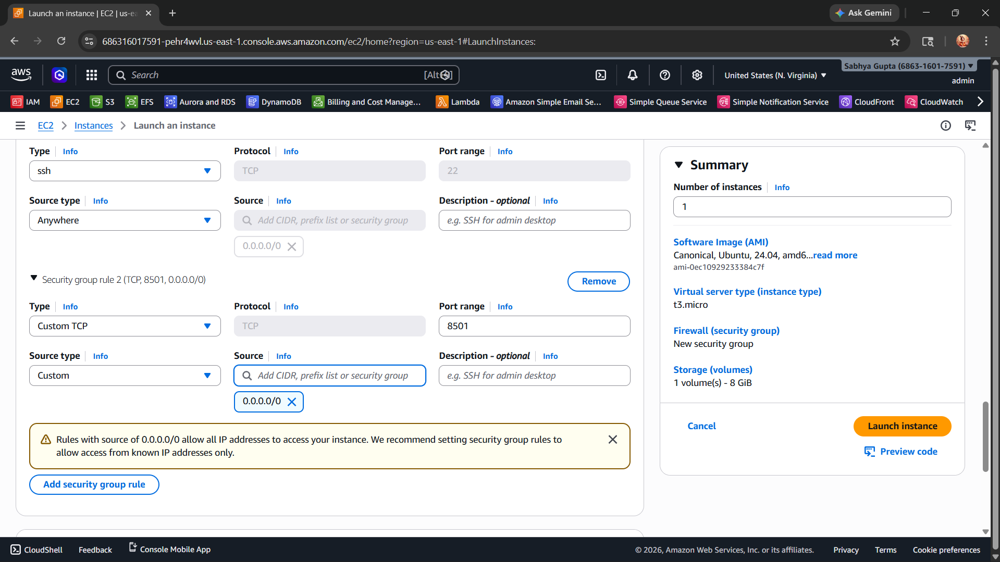 Launch an instance | EC2 | us-ea
Ask Gemini
686316017591-pehr4wvl.us-east-1.console.aws.amazon.com/ec2/home?region=us-east-1#LaunchInstances:
aws
Search
United States (N. Virginia)
Sabhya Gupta (6863-1601-7591)
admin
IAM EC2 S3 EFS Aurora and RDS DynamoDB Billing and Cost Manage... Lambda Amazon Simple Email Se... Simple Queue Service Simple Notification Service CloudFront CloudWatch
EC2 Instances Launch an instance
Type Info Protocol Info Port range Info
ssh TCP 22
Source type Info Source Info Description - optional Info
Anywhere Add CIDR, prefix list or security group e.g. SSH for admin desktop
0.0.0.0/0
Security group rule 2 (TCP, 8501, 0.0.0.0/0)
Remove
Type Info Protocol Info Port range Info
Custom TCP TCP 8501
Source type Info Source Info Description - optional Info
Custom Add CIDR, prefix list or security group e.g. SSH for admin desktop
0.0.0.0/0
Rules with source of 0.0.0.0/0 allow all IP addresses to access your instance. We recommend setting security group rules to
allow access from known IP addresses only.
Add security group rule
Summary
Number of instances Info
1
Software Image (AMI)
Canonical, Ubuntu, 24.04, amd6...read more
ami-0ec10929233384c7f
Virtual server type (instance type)
t3.micro
Firewall (security group)
New security group
Storage (volumes)
1 volume(s) - 8 GiB
Cancel
Launch instance
Preview code
CloudShell Feedback Console Mobile App
© 2026, Amazon Web Services, Inc. or its affiliates. Privacy Terms Cookie preferences